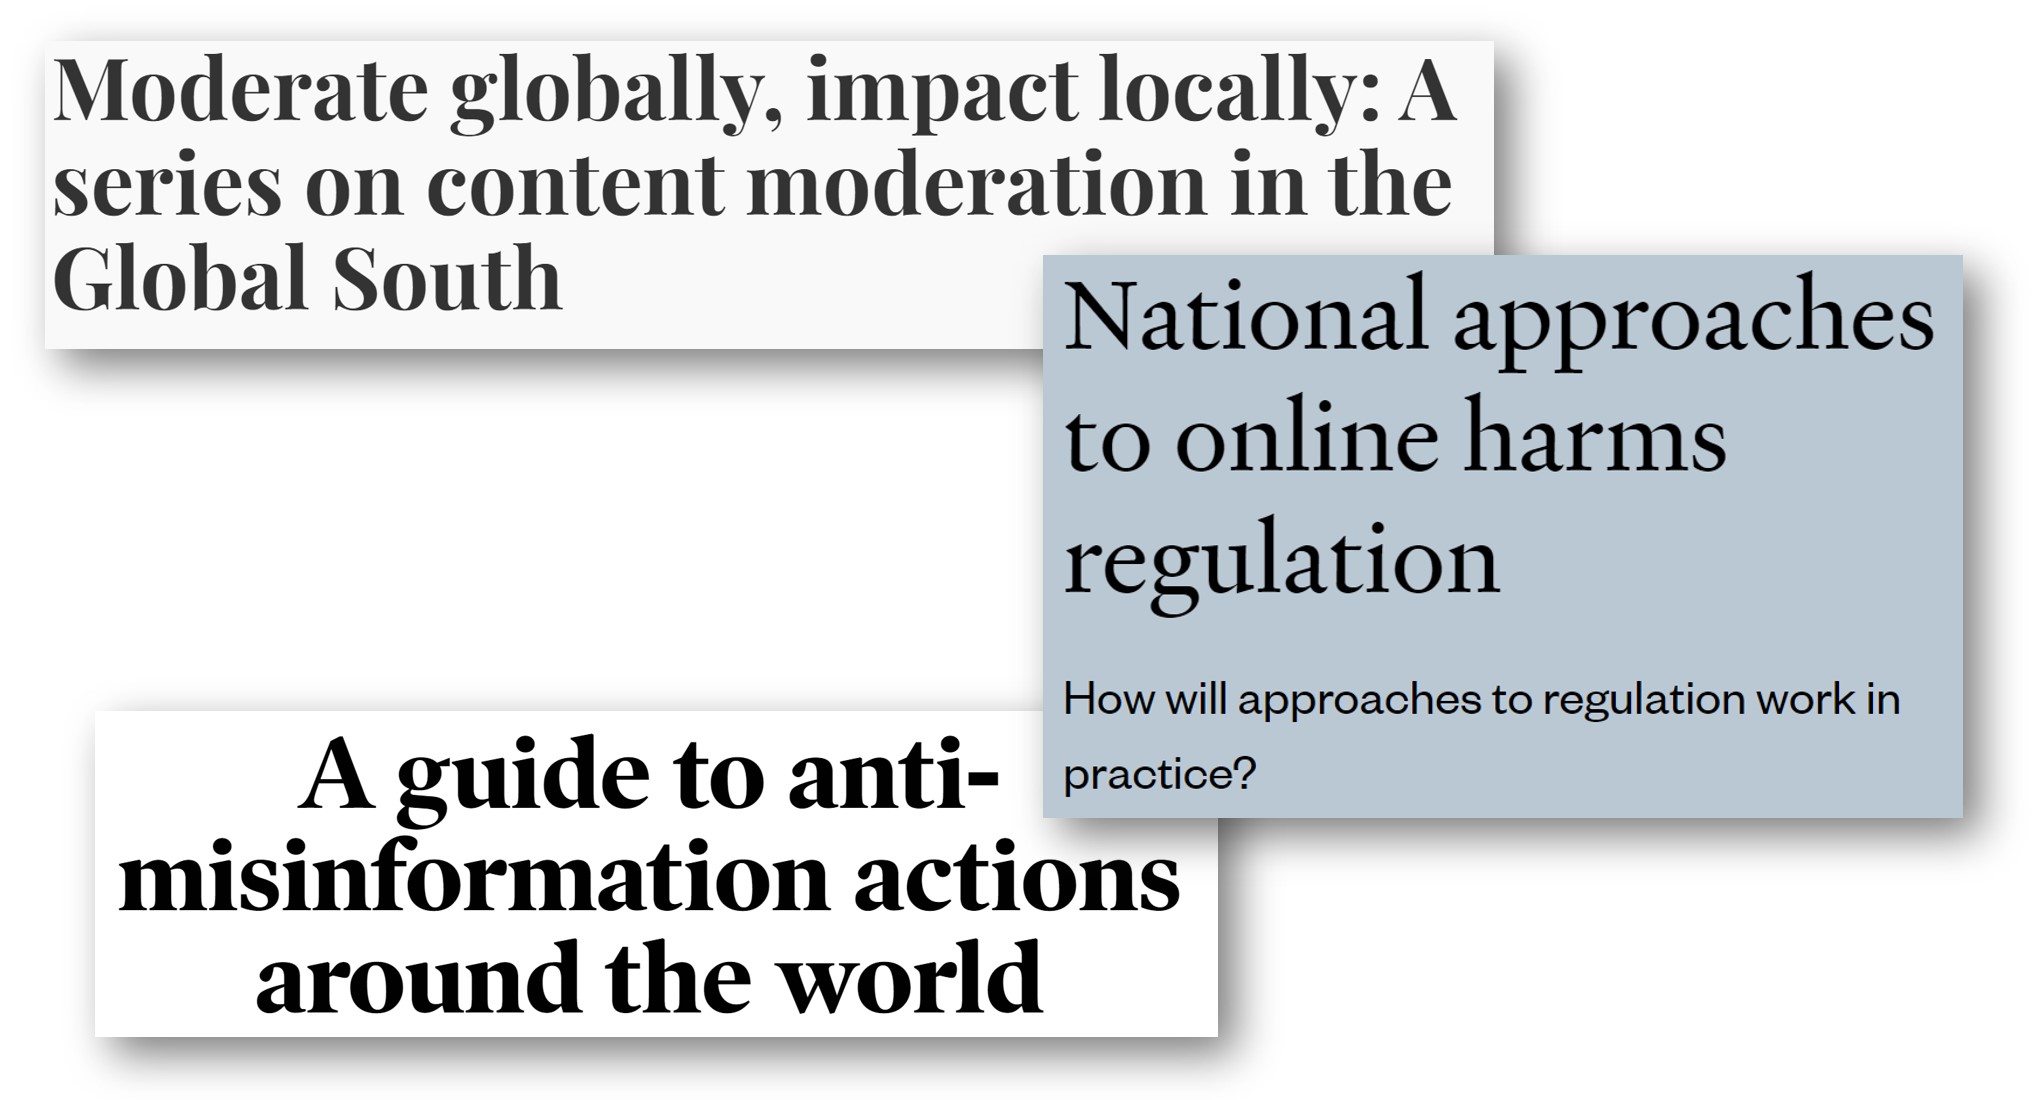 Moderate globally, impact locally: A
series on content moderation in the
Global South
National approaches
to online harms
regulation
How will approaches to regulation work in
practice?
A guide to anti-
misinformation actions
around the world